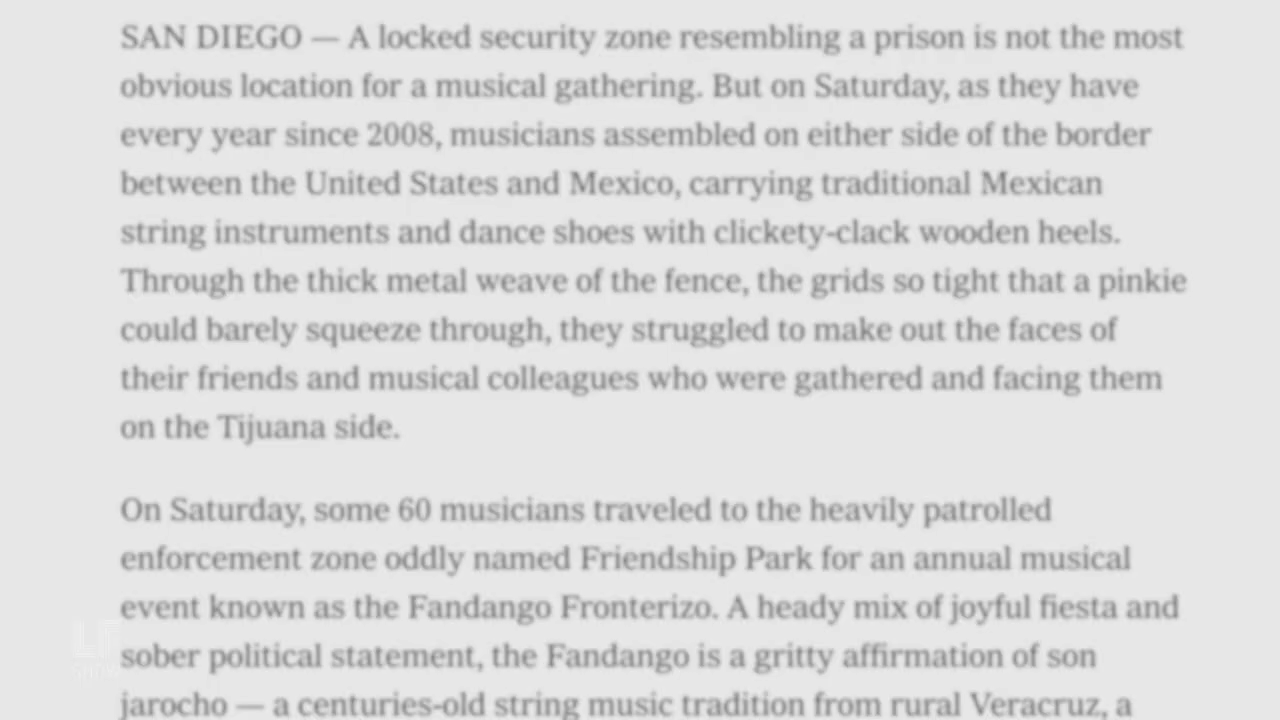 SAN DIEGO — A locked security zone resembling a prison is not the most
obvious location for a musical gathering. But on Saturday, as they have
every year since 2008, musicians assembled on either side of the border
between the United States and Mexico, carrying traditional Mexican
string instruments and dance shoes with clickety-clack wooden heels.
Through the thick metal weave of the fence, the grids so tight that a pinkie
could barely squeeze through, they struggled to make out the faces of
their friends and musical colleagues who were gathered and facing them
on the Tijuana side.
On Saturday, some 60 musicians traveled to the heavily patrolled
enforcement zone oddly named Friendship Park for an annual musical
event known as the Fandango Fronterizo. A heady mix of joyful fiesta and
sober political statement, the Fandango is a gritty affirmation of son
jarocho — a centuries-old string music tradition from rural Veracruz, a